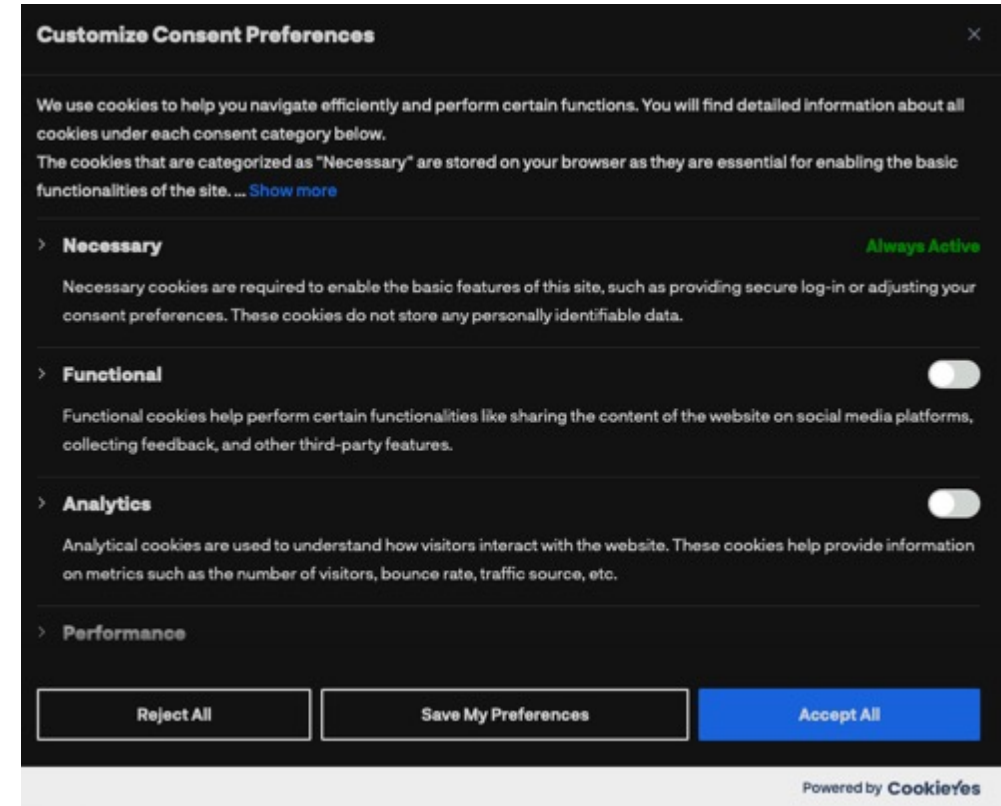 Customize Consent Preferences
We use cookies to help you navigate efficiently and perform certain functions. You will find detailed information about all
cookies under each consent category below.
The cookies that are categorized as "Necessary" are stored on your browser as they are essential for enabling the basic
functionalities of the site. ... Show more
Necessary
Always Active
Necessary cookies are required to enable the basic features of this site, such as providing secure log-in or adjusting your
consent preferences. These cookies do not store any personally identifiable data.
Functional
Functional cookies help perform certain functionalities like sharing the content of the website on social media platforms,
collecting feedback, and other third-party features.
Analytics
Analytical cookies are used to understand how visitors interact with the website. These cookies help provide information
on metrics such as the number of visitors, bounce rate, traffic source, etc.
Performance
Reject All
Save My Preferences
Accept All
Powered by CookieYes